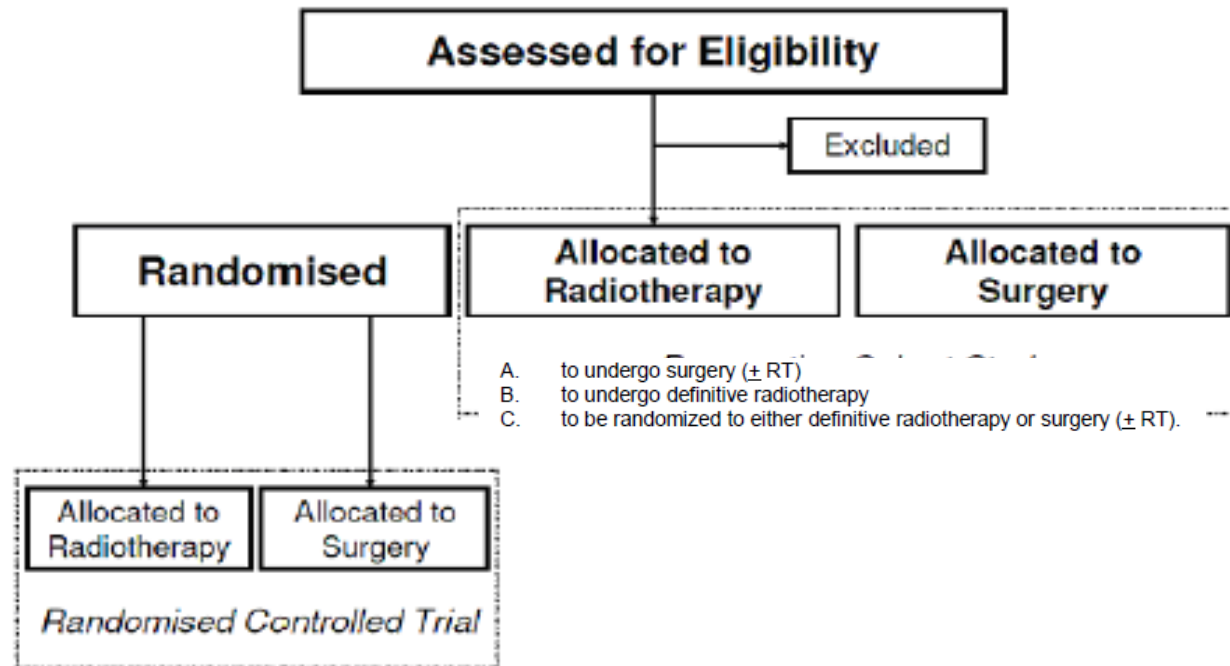 Assessed for Eligibility
Excluded
Randomised
Allocated to
Radiotherapy
Allocated to
Surgery
A. to undergo surgery (+ RT)
B. to undergo definitive radiotherapy
C. to be randomized to either definitive radiotherapy or surgery (+ RT).
Allocated to
Radiotherapy
Allocated to
Surgery
Randomised Controlled Trial